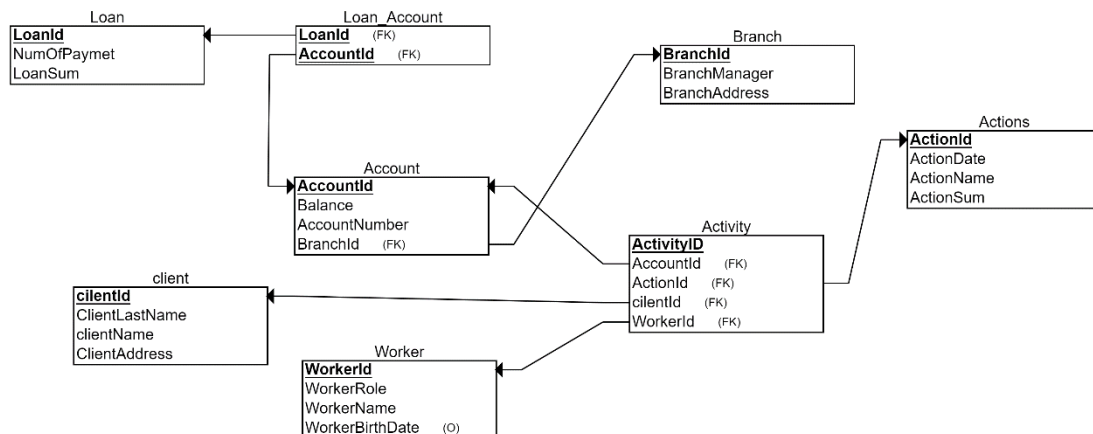 Loan
LoanId
NumOfPaymet
LoanSum
Loan_Account
LoanId (FK)
AccountId (FK)
Branch
BranchId
BranchManager
BranchAddress
Actions
ActionId
ActionDate
ActionName
ActionSum
Account
AccountId
Balance
AccountNumber
BranchId (FK)
Activity
ActivityID
AccountId (FK)
ActionId (FK)
cilentId (FK)
WorkerId (FK)
client
cilentId
ClientLastName
clientName
ClientAddress
Worker
WorkerId
WorkerRole
WorkerName
WorkerBirthDate (O)